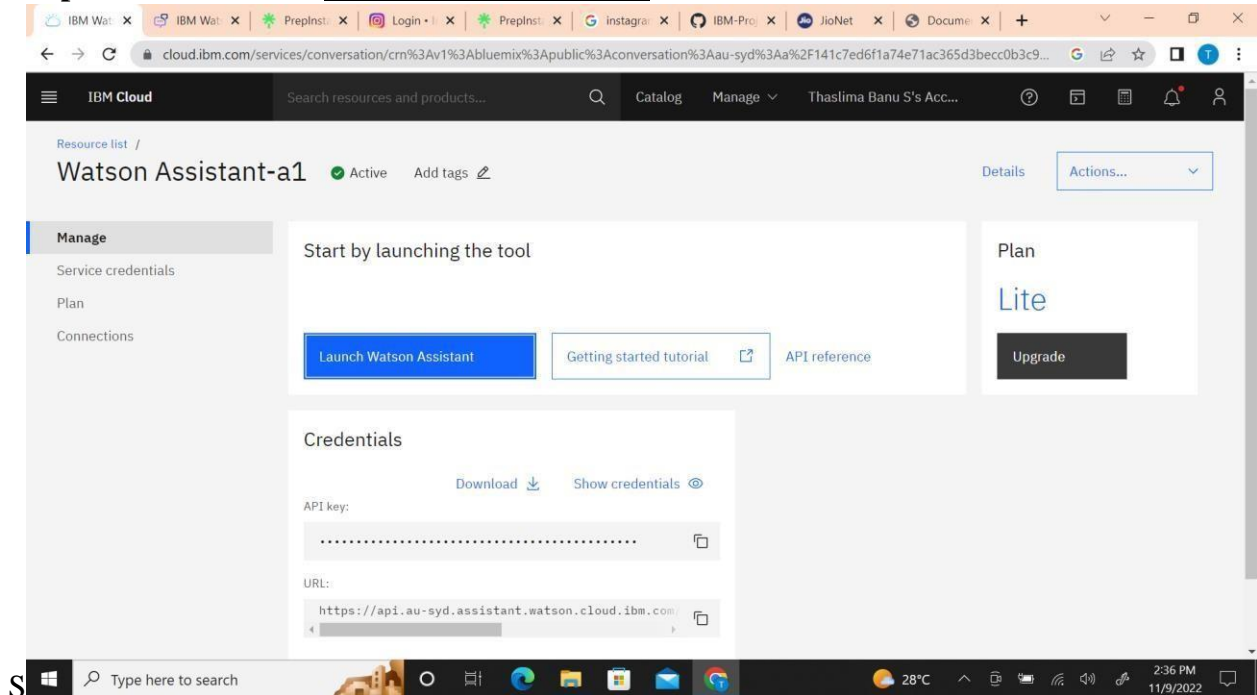 IBM Wat
IBM Wat
PrepInst
Login •
PrepInst
instagra
IBM-Proj
JioNet
Docume
cloud.ibm.com/services/conversation/crn%3Av1%3Abluemix%3Apublic%3Aconversation%3Aau-syd%3Aa%2F141c7ed6f1a74e71ac365d3becc0b3c9...
T
IBM Cloud
Search resources and products...
Catalog
Manage
Thaslima Banu S's Acc...
Resource list /
Watson Assistant-a1
Active
Add tags
Details
Actions...
Manage
Service credentials
Plan
Connections
Start by launching the tool
Launch Watson Assistant
Getting started tutorial
API reference
Plan
Lite
Upgrade
Credentials
Download
Show credentials
API key:
URL:
https://api.au-syd.assistant.watson.cloud.ibm.com
S
Type here to search
28°C
2:36 PM
11/9/2022